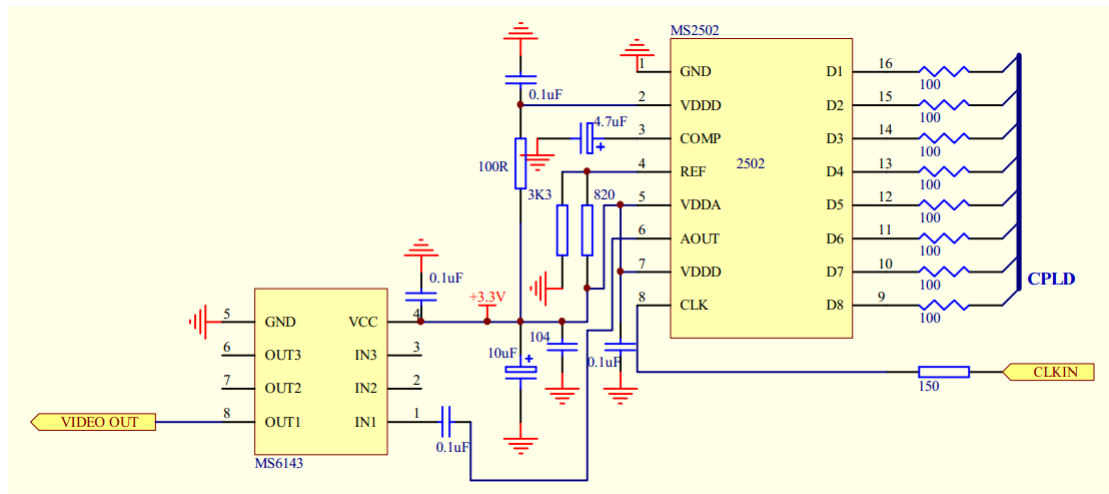 MS2502
1 GND D1 16 100
0.1uF 2 VDDD D2 15 100
4.7uF 3 COMP D3 14 100
100R 4 REF 2502 D4 13 100
3K3 820 5 VDDA D5 12 100
6 AOUT D6 11 100
0.1uF 7 VDDD D7 10 100
CPLD
+3.3V 8 CLK D8 9 100
5 GND VCC 4
104
6 OUT3 IN3 3
10uF 0.1uF
7 OUT2 IN2 2
150 CLKIN
VIDEO OUT 8 OUT1 IN1 1
0.1uF
MS6143